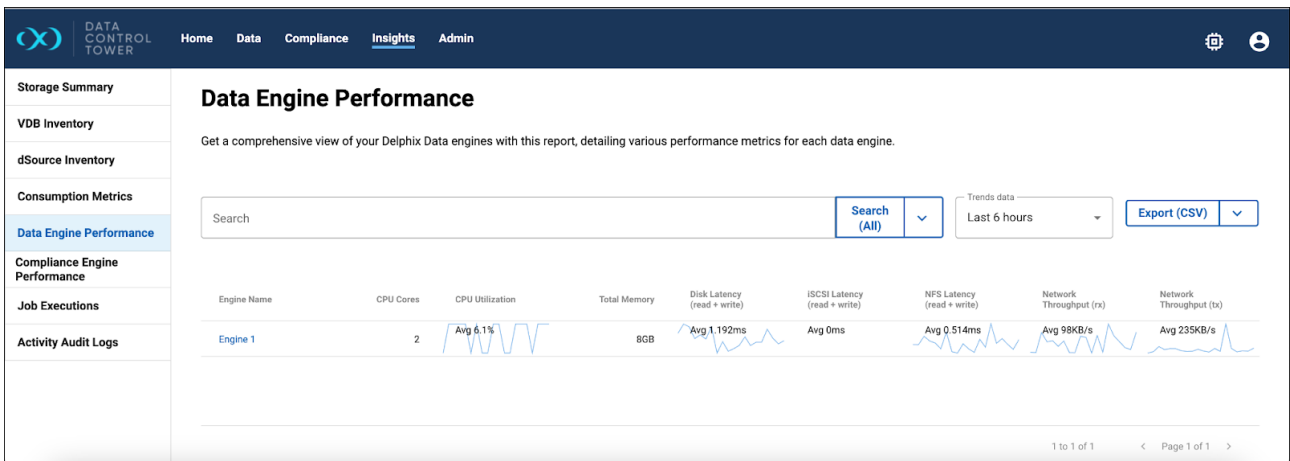 DATA
CONTROL
TOWER
Home Data Compliance Insights Admin
Storage Summary
VDB Inventory
dSource Inventory
Consumption Metrics
Data Engine Performance
Compliance Engine
Performance
Job Executions
Activity Audit Logs
Data Engine Performance
Get a comprehensive view of your Delphix Data engines with this report, detailing various performance metrics for each data engine.
Search
Search
(All)
Trends data
Last 6 hours
Export (CSV)
Engine Name CPU Cores CPU Utilization Total Memory Disk Latency (read + write) iSCSI Latency (read + write) NFS Latency (read + write) Network Throughput (rx) Network Throughput (tx)
Engine 1 2 Avg 6.1% 8GB Avg 1.192ms Avg 0ms Avg 0.514ms Avg 98KB/s Avg 235KB/s
1 to 1 of 1 Page 1 of 1